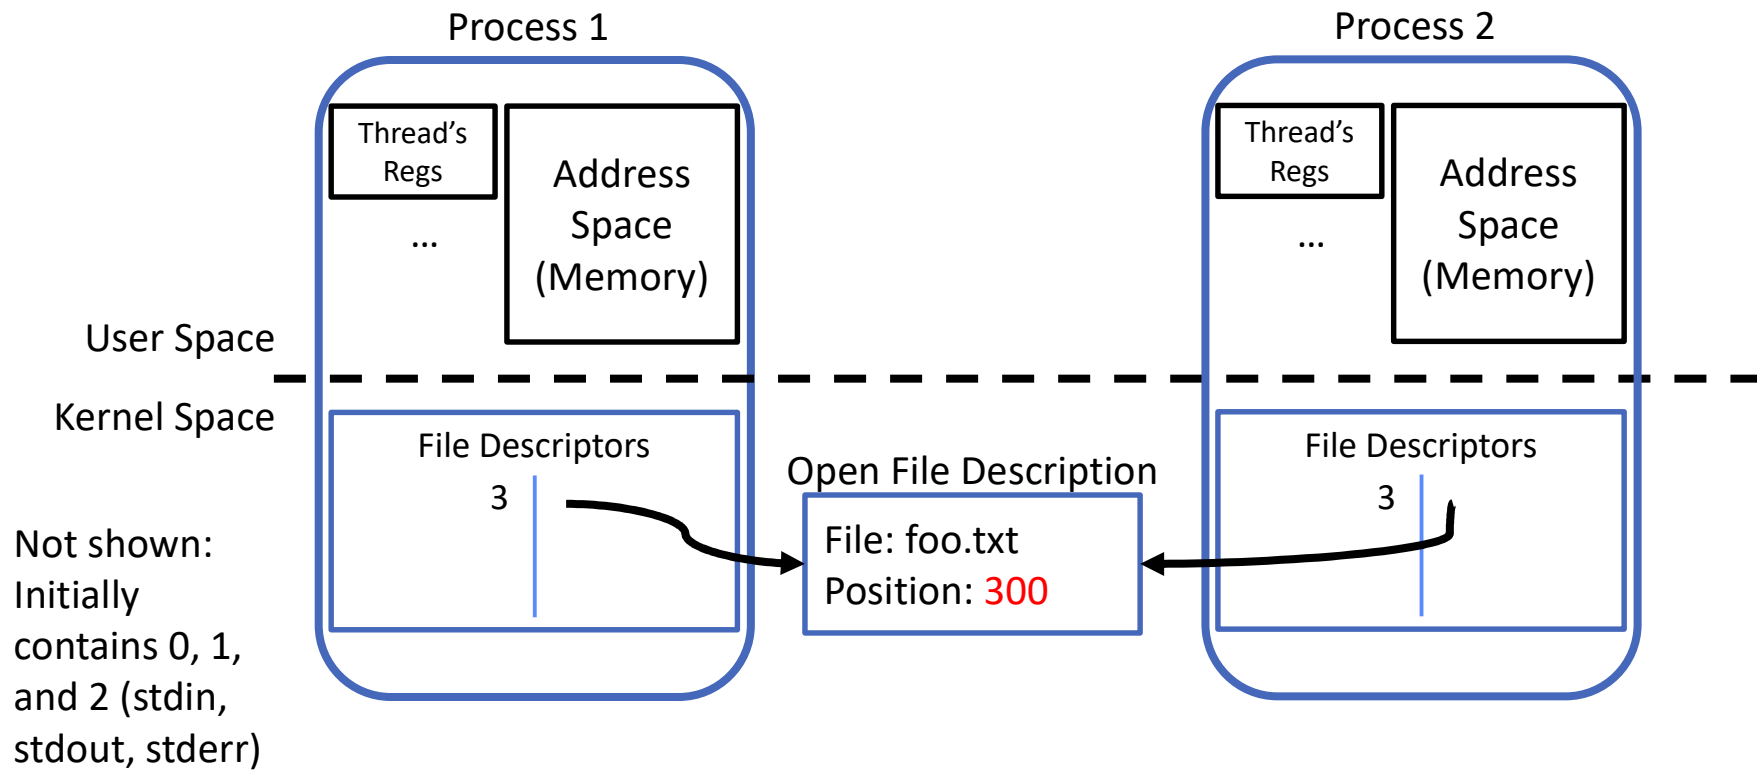 Process 1
Process 2
Thread's
Regs
...
Address
Space
(Memory)
Thread's
Regs
...
Address
Space
(Memory)
User Space
Kernel Space
File Descriptors
3
Open File Description
File: foo.txt
Position: 300
File Descriptors
3
Not shown:
Initially
contains 0, 1,
and 2 (stdin,
stdout, stderr)